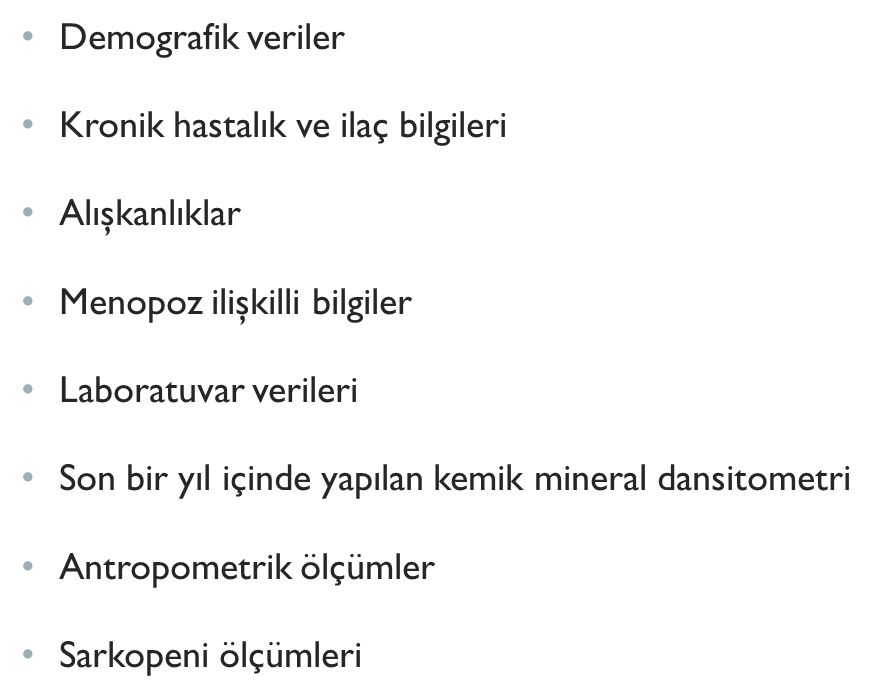 • Demografik veriler
• Kronik hastalık ve ilaç bilgileri
• Alışkanlıklar
• Menopoz ilişkilli bilgiler
• Laboratuvar verileri
• Son bir yıl içinde yapılan kemik mineral dansitometri
• Antropometrik ölçümler
• Sarkopeni ölçümleri